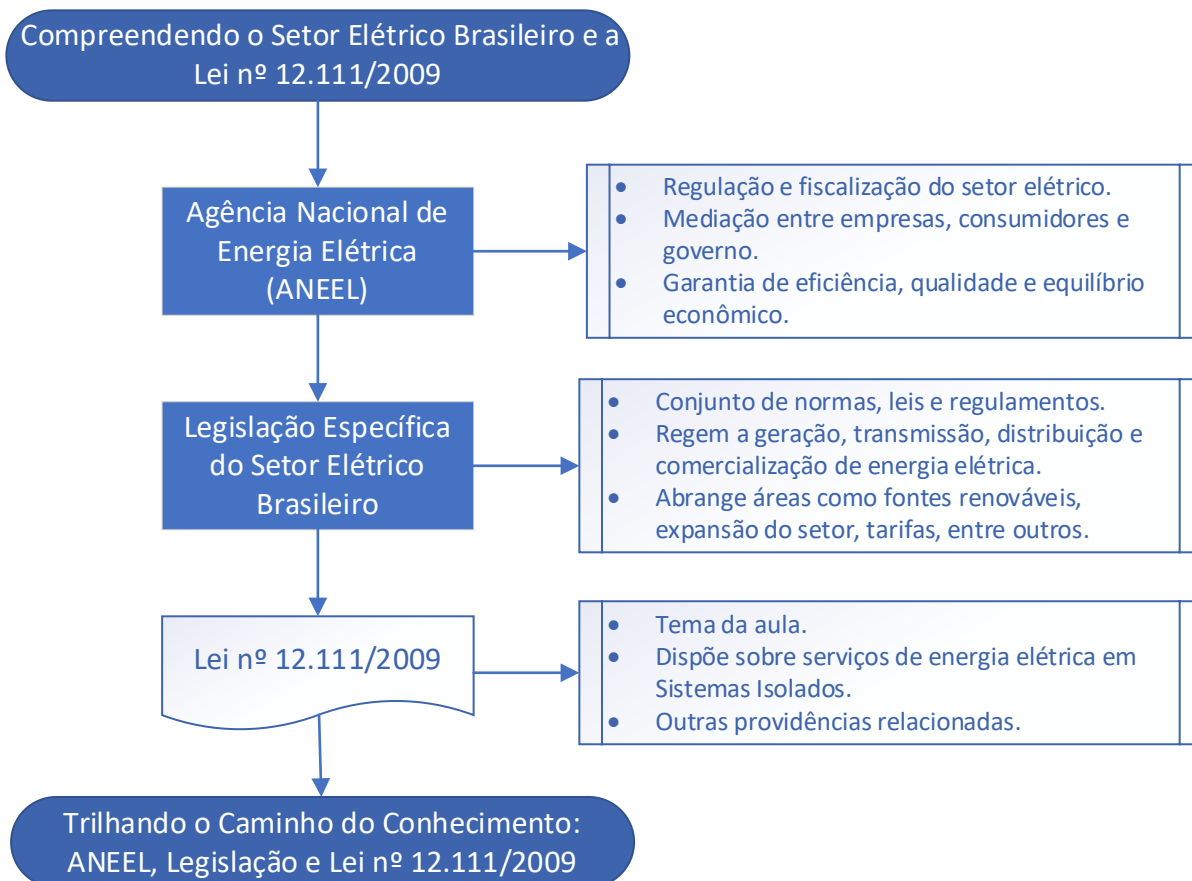 Compreendendo o Setor Elétrico Brasileiro e a
Lei nº 12.111/2009
Agência Nacional de
Energia Elétrica
(ANEEL)
• Regulação e fiscalização do setor elétrico.
• Mediação entre empresas, consumidores e
governo.
• Garantia de eficiência, qualidade e equilíbrio
econômico.
Legislação Específica
do Setor Elétrico
Brasileiro
• Conjunto de normas, leis e regulamentos.
• Regem a geração, transmissão, distribuição e
comercialização de energia elétrica.
• Abrange áreas como fontes renováveis,
expansão do setor, tarifas, entre outros.
Lei nº 12.111/2009
• Tema da aula.
• Dispõe sobre serviços de energia elétrica em
Sistemas Isolados.
• Outras providências relacionadas.
Trilhando o Caminho do Conhecimento:
ANEEL, Legislação e Lei nº 12.111/2009